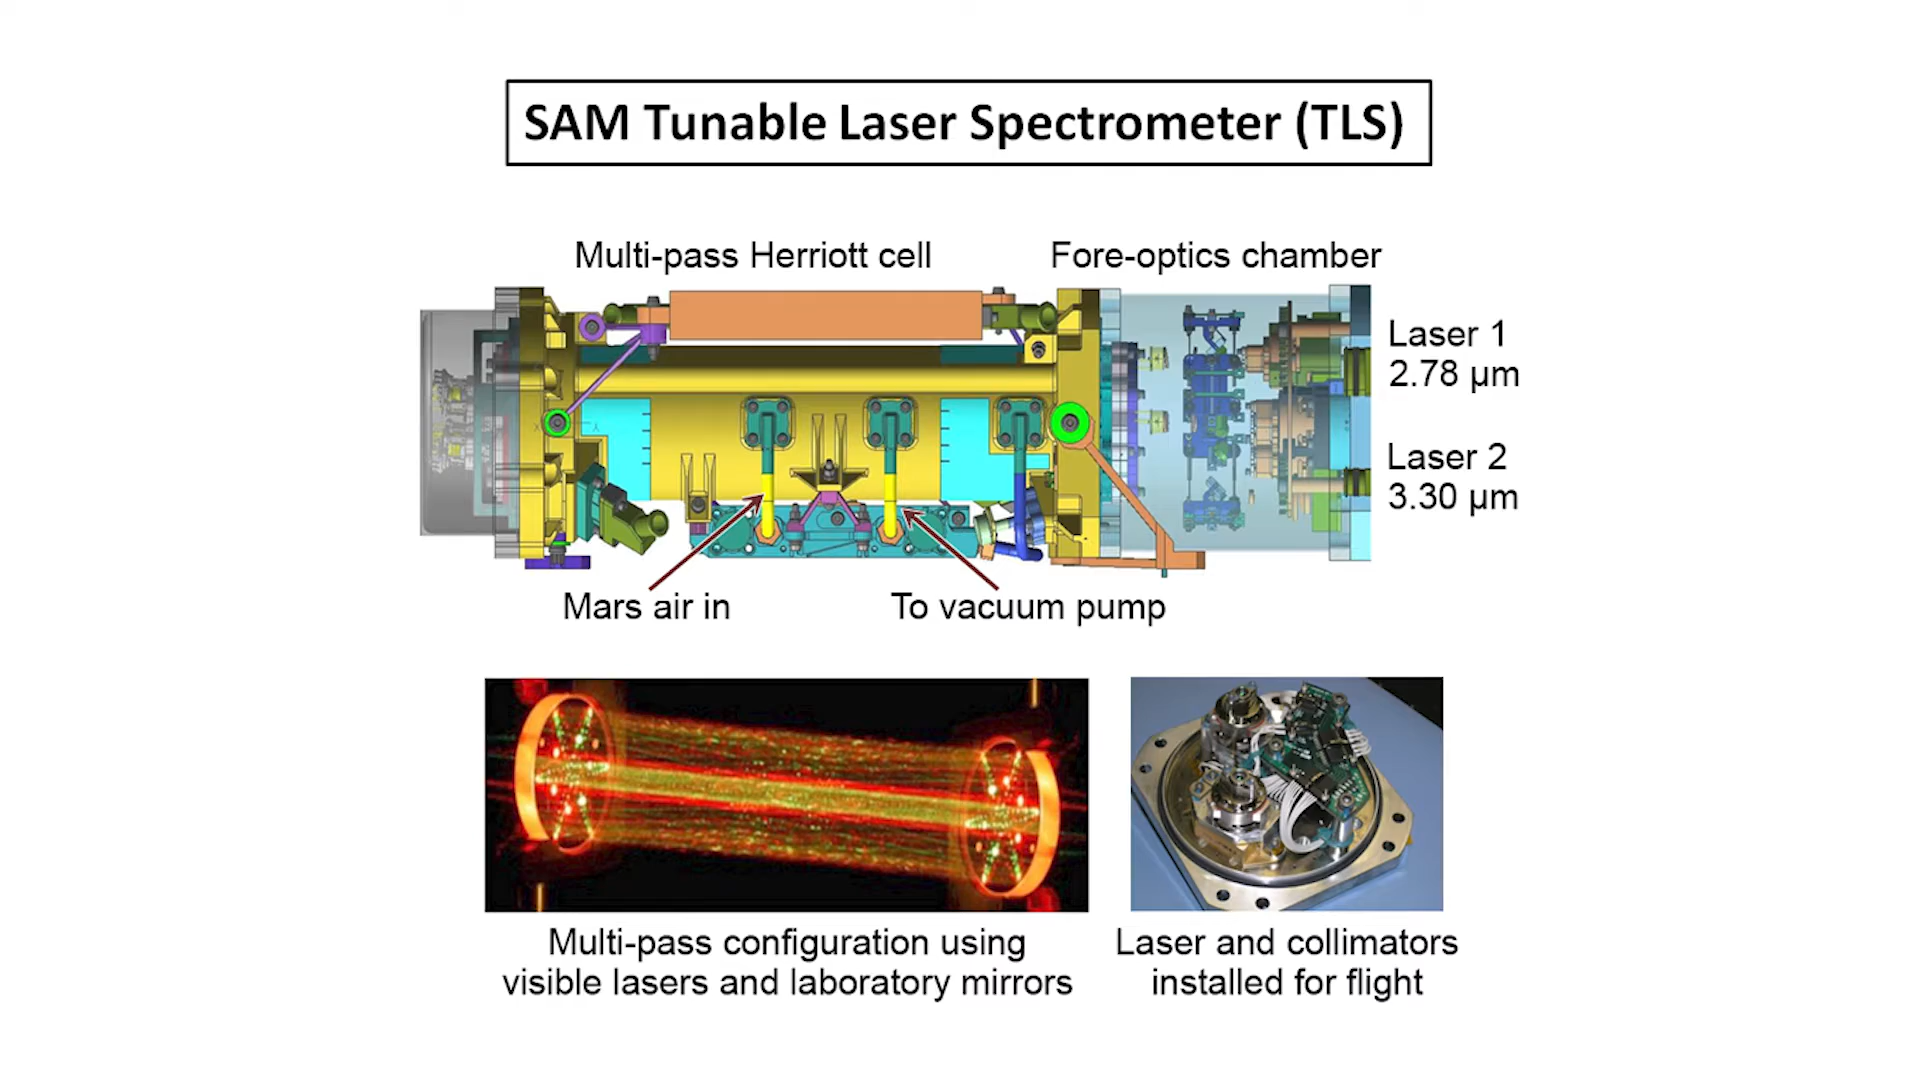 SAM Tunable Laser Spectrometer (TLS)
Multi-pass Herriott cell
Fore-optics chamber
Laser 1
2.78 µm
Laser 2
3.30 µm
Mars air in
To vacuum pump
Multi-pass configuration using
visible lasers and laboratory mirrors
Laser and collimators
installed for flight